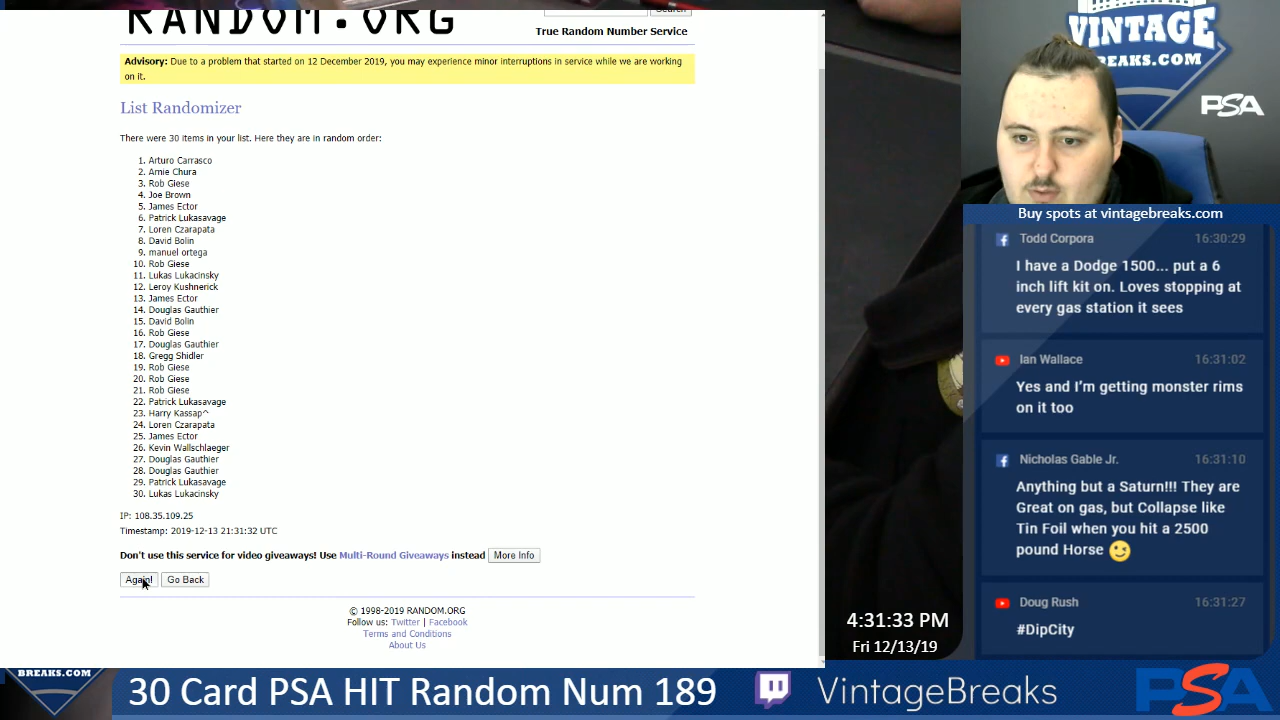 RANDOM.ORG
Search
True Random Number Service
Advisory: Due to a problem that started on 12 December 2019, you may experience minor interruptions in service while we are working
on it.
List Randomizer
There were 30 items in your list. Here they are in random order:
1. Arturo Carrasco
2. Arnie Chura
3. Rob Giese
4. Joe Brown
5. James Ector
6. Patrick Lukasavage
7. Loren Czarapata
8. David Bolin
9. manuel ortega
10. Rob Giese
11. Lukas Lukacinsky
12. Leroy Kushnerick
13. James Ector
14. Douglas Gauthier
15. David Bolin
16. Rob Giese
17. Douglas Gauthier
18. Gregg Shidler
19. Rob Giese
20. Rob Giese
21. Rob Giese
22. Patrick Lukasavage
23. Harry Kassap^
24. Loren Czarapata
25. James Ector
26. Kevin Wallschlaeger
27. Douglas Gauthier
28. Douglas Gauthier
29. Patrick Lukasavage
30. Lukas Lukacinsky
IP: 108.35.109.25
Timestamp: 2019-12-13 21:31:32 UTC
Don't use this service for video giveaways! Use Multi-Round Giveaways instead More Info
Again! Go Back
© 1998-2019 RANDOM.ORG
Follow us: Twitter | Facebook
Terms and Conditions
About Us
VINTAGE
BREAKS.COM
PSA
Buy spots at vintagebreaks.com
Todd Corpora 16:30:29
I have a Dodge 1500... put a 6
inch lift kit on. Loves stopping at
every gas station it sees
Ian Wallace 16:31:02
Yes and I'm getting monster rims
on it too
Nicholas Gable Jr. 16:31:10
Anything but a Saturn!!! They are
Great on gas, but Collapse like
Tin Foil when you hit a 2500
pound Horse 😉
Doug Rush 16:31:27
#DipCity
4:31:33 PM
Fri 12/13/19
BREAKS.COM
30 Card PSA HIT Random Num 189
VintageBreaks
PSA